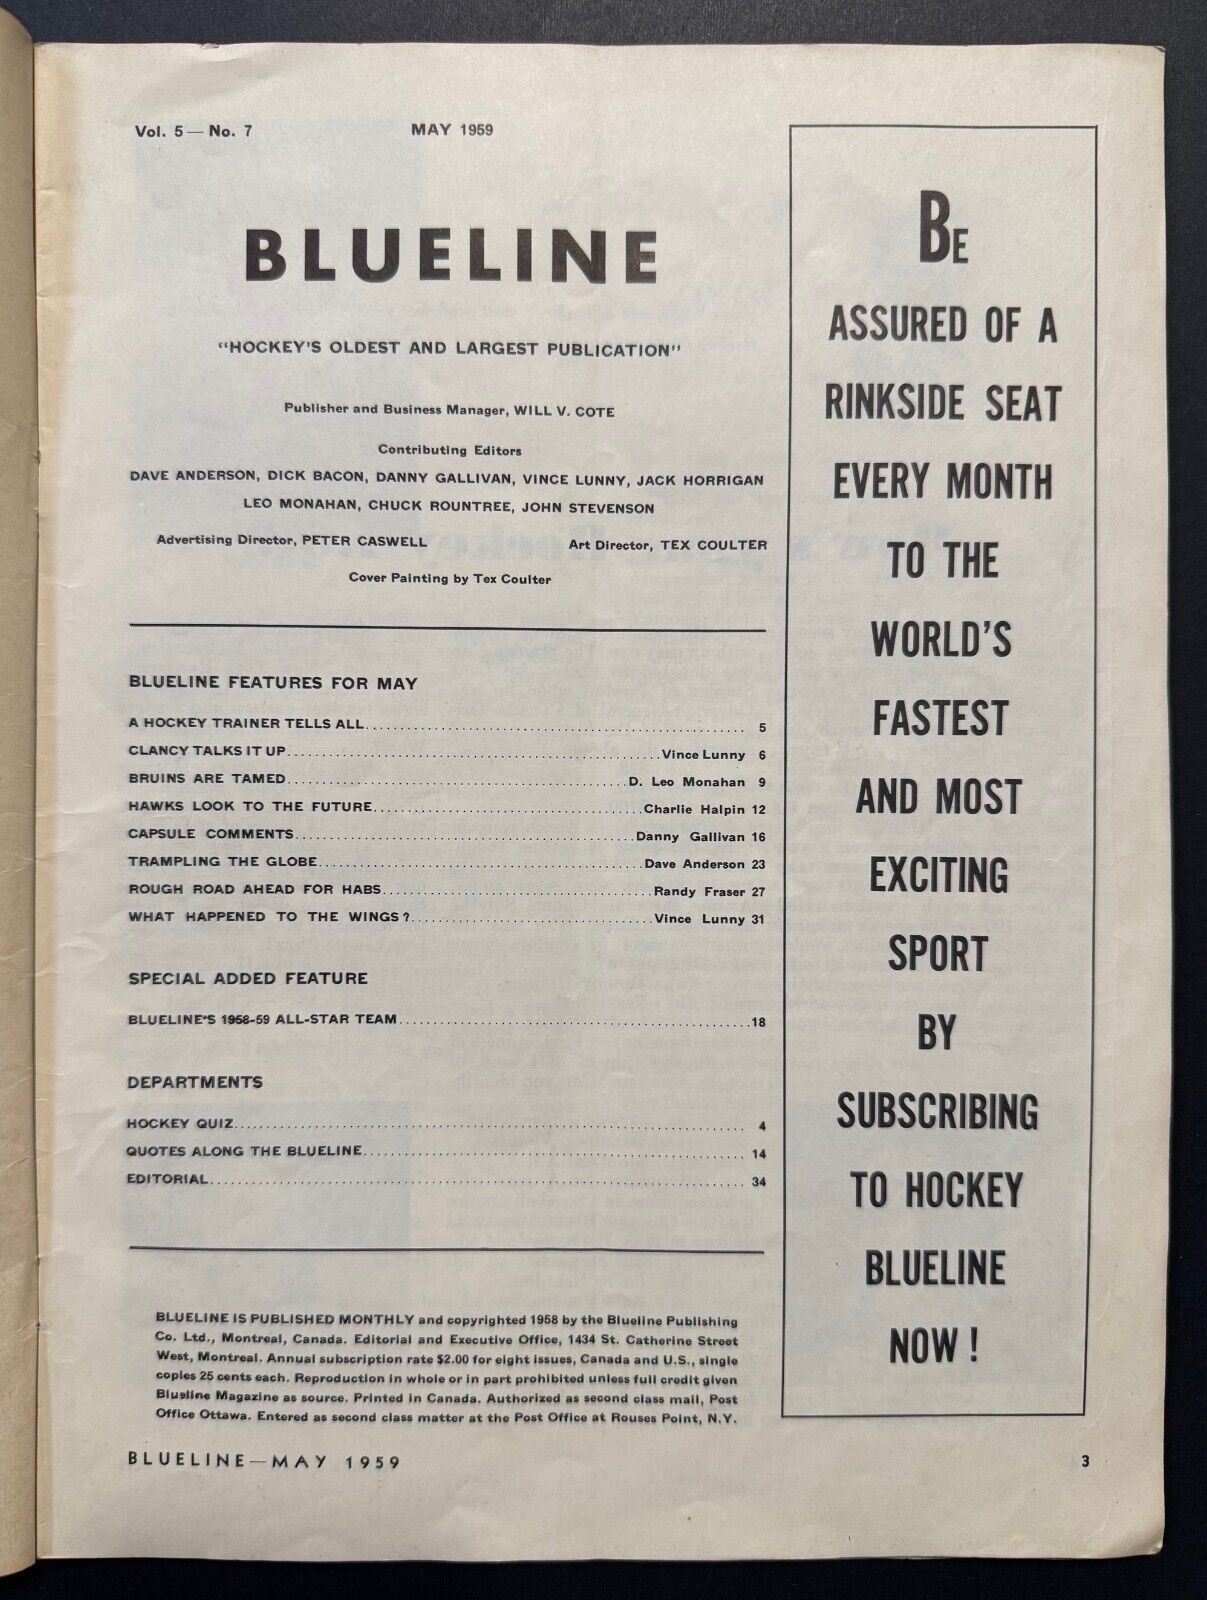 Vol. 5 — No. 7 MAY 1959
BLUELINE
"HOCKEY'S OLDEST AND LARGEST PUBLICATION"
Publisher and Business Manager, WILL V. COTE
Contributing Editors
DAVE ANDERSON, DICK BACON, DANNY GALLIVAN, VINCE LUNNY, JACK HORRIGAN
LEO MONAHAN, CHUCK ROUNTREE, JOHN STEVENSON
Advertising Director, PETER CASWELL Art Director, TEX COULTER
Cover Painting by Tex Coulter
BLUELINE FEATURES FOR MAY
A HOCKEY TRAINER TELLS ALL 5
CLANCY TALKS IT UP Vince Lunny 6
BRUINS ARE TAMED D. Leo Monahan 9
HAWKS LOOK TO THE FUTURE Charlie Halpin 12
CAPSULE COMMENTS Danny Gallivan 16
TRAMPLING THE GLOBE Dave Anderson 23
ROUGH ROAD AHEAD FOR HABS Randy Fraser 27
WHAT HAPPENED TO THE WINGS? Vince Lunny 31
SPECIAL ADDED FEATURE
BLUELINE'S 1958-59 ALL-STAR TEAM 18
DEPARTMENTS
HOCKEY QUIZ 4
QUOTES ALONG THE BLUELINE 14
EDITORIAL 34
BLUELINE IS PUBLISHED MONTHLY and copyrighted 1958 by the Blueline Publishing
Co. Ltd., Montreal, Canada. Editorial and Executive Office, 1434 St. Catherine Street
West, Montreal. Annual subscription rate $2.00 for eight issues, Canada and U.S., single
copies 25 cents each. Reproduction in whole or in part prohibited unless full credit given
Blueline Magazine as source. Printed in Canada. Authorized as second class mail, Post
Office Ottawa. Entered as second class matter at the Post Office at Rouses Point, N.Y.
BE
ASSURED OF A
RINKSIDE SEAT
EVERY MONTH
TO THE
WORLD'S
FASTEST
AND MOST
EXCITING
SPORT
BY
SUBSCRIBING
TO HOCKEY
BLUELINE
NOW!
BLUELINE—MAY 1959 3